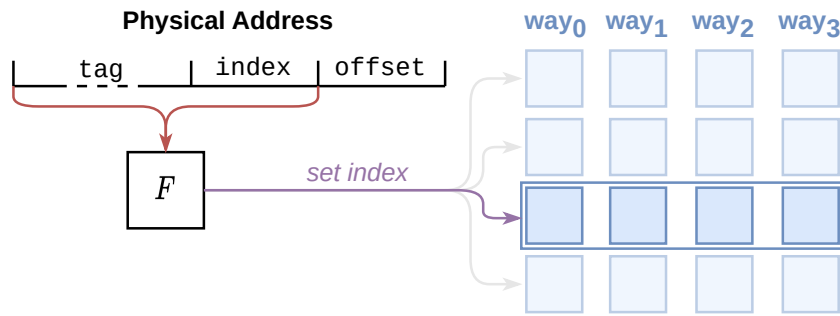 Physical Address
way0 way1 way2 way3
tag index offset
F
set index